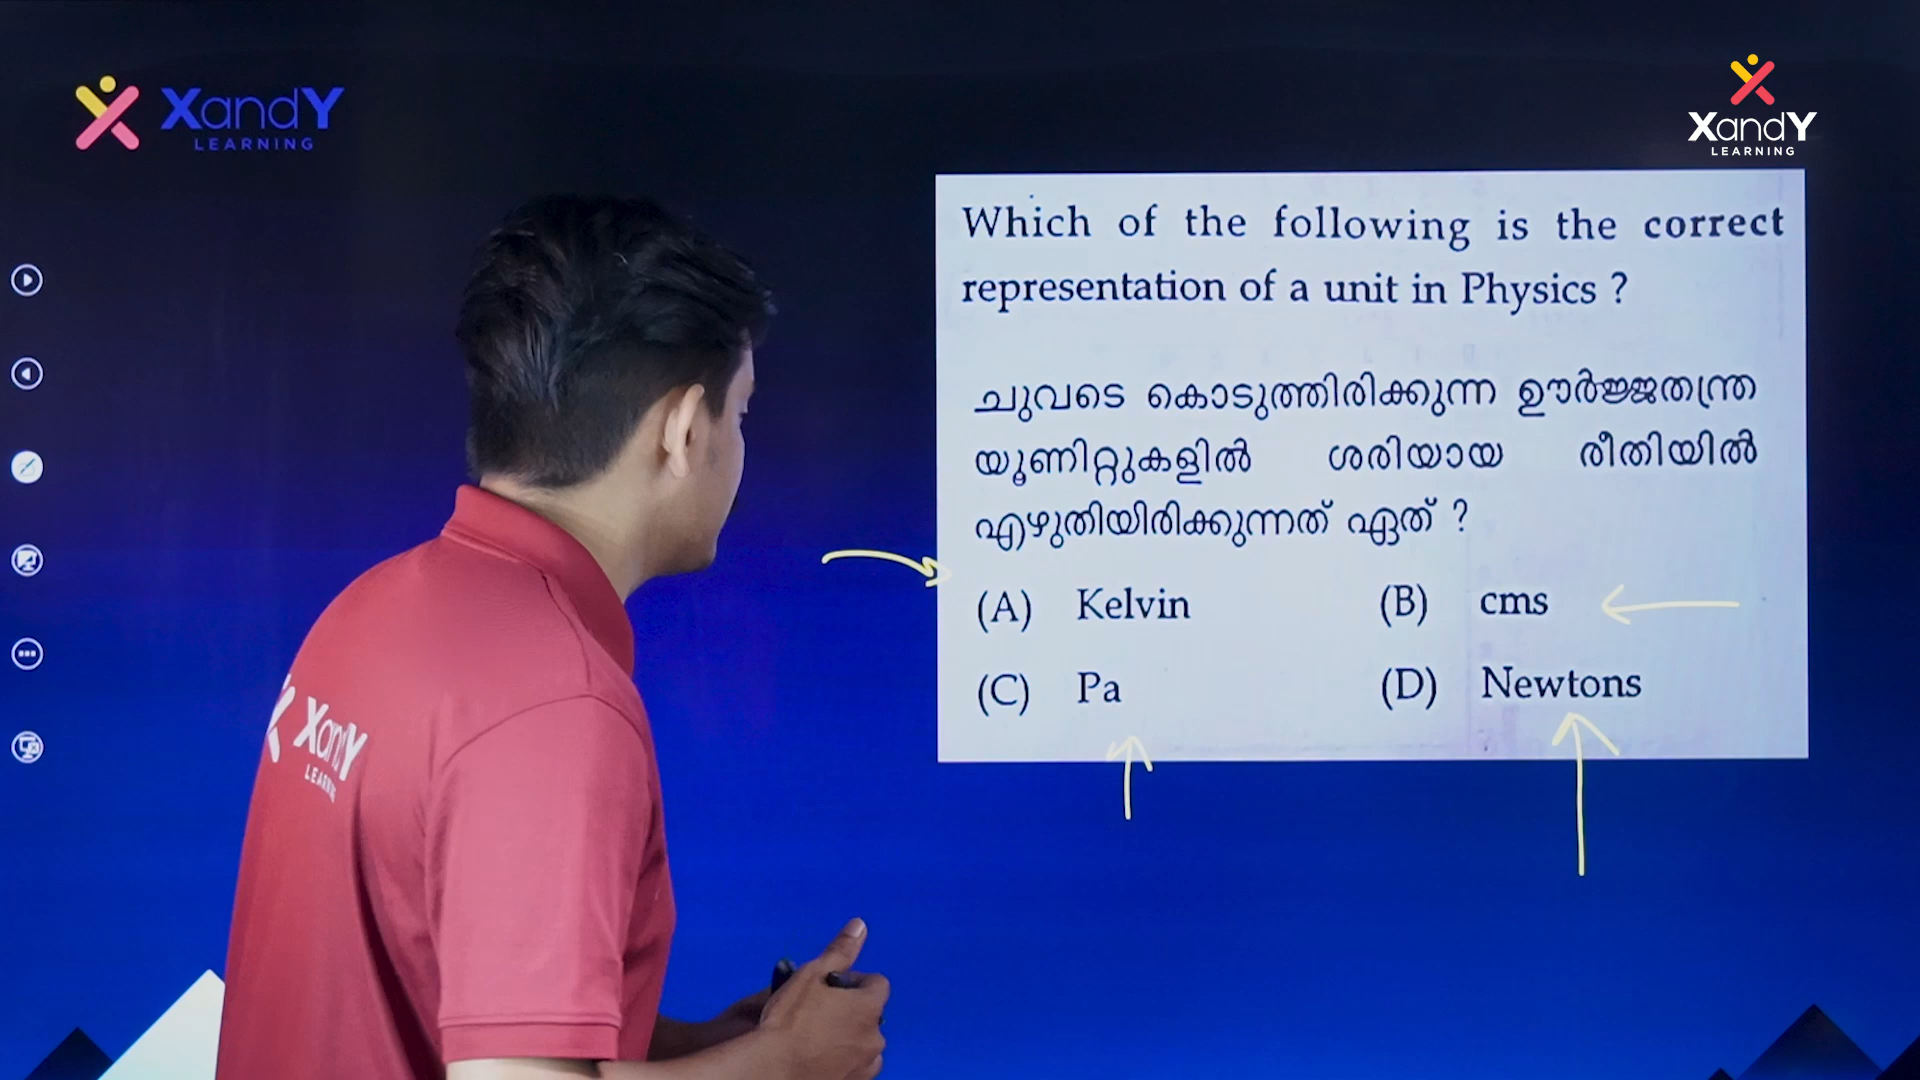 XandY
LEARNING
XandY
LEARNING
Which of the following is the correct
representation of a unit in Physics ?
ചുവടെ കൊടുത്തിരിക്കുന്ന ഊർജ്ജതന്ത്ര
യൂണിറ്റുകളിൽ ശരിയായ രീതിയിൽ
എഴുതിയിരിക്കുന്നത് ഏത് ?
(A) Kelvin (B) cms
(C) Pa (D) Newtons
XandY
LEARNING